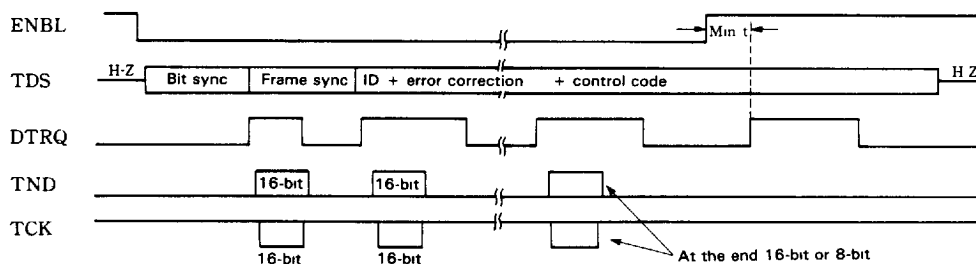 ENBL
Min t
H-Z
TDS
Bit sync
Frame sync
ID + error correction + control code
H Z
DTRQ
TND
16-bit
16-bit
TCK
16-bit
16-bit
At the end 16-bit or 8-bit